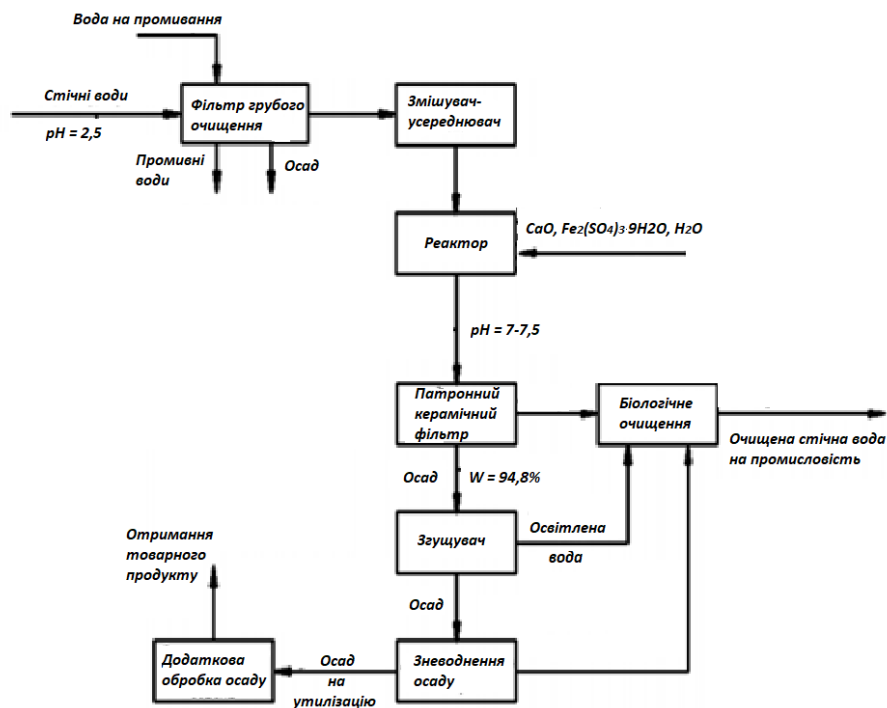 Вода на промивання
Стічні води
pH = 2,5
Фільтр грубого
очищення
Змішувач-
усереднювач
Промивні
води
Осад
Реактор
CaO, Fe2(SO4)3·9H2O, H2O
pH = 7-7,5
Патронний
керамічний
фільтр
Біологічне
очищення
Очищена стічна вода
на промисловість
Осад
W = 94,8%
Згущувач
Освітлена
вода
Отримання
товарного
продукту
Осад
Додаткова
обробка осаду
Осад
на
утилізацію
Зневоднення
осаду